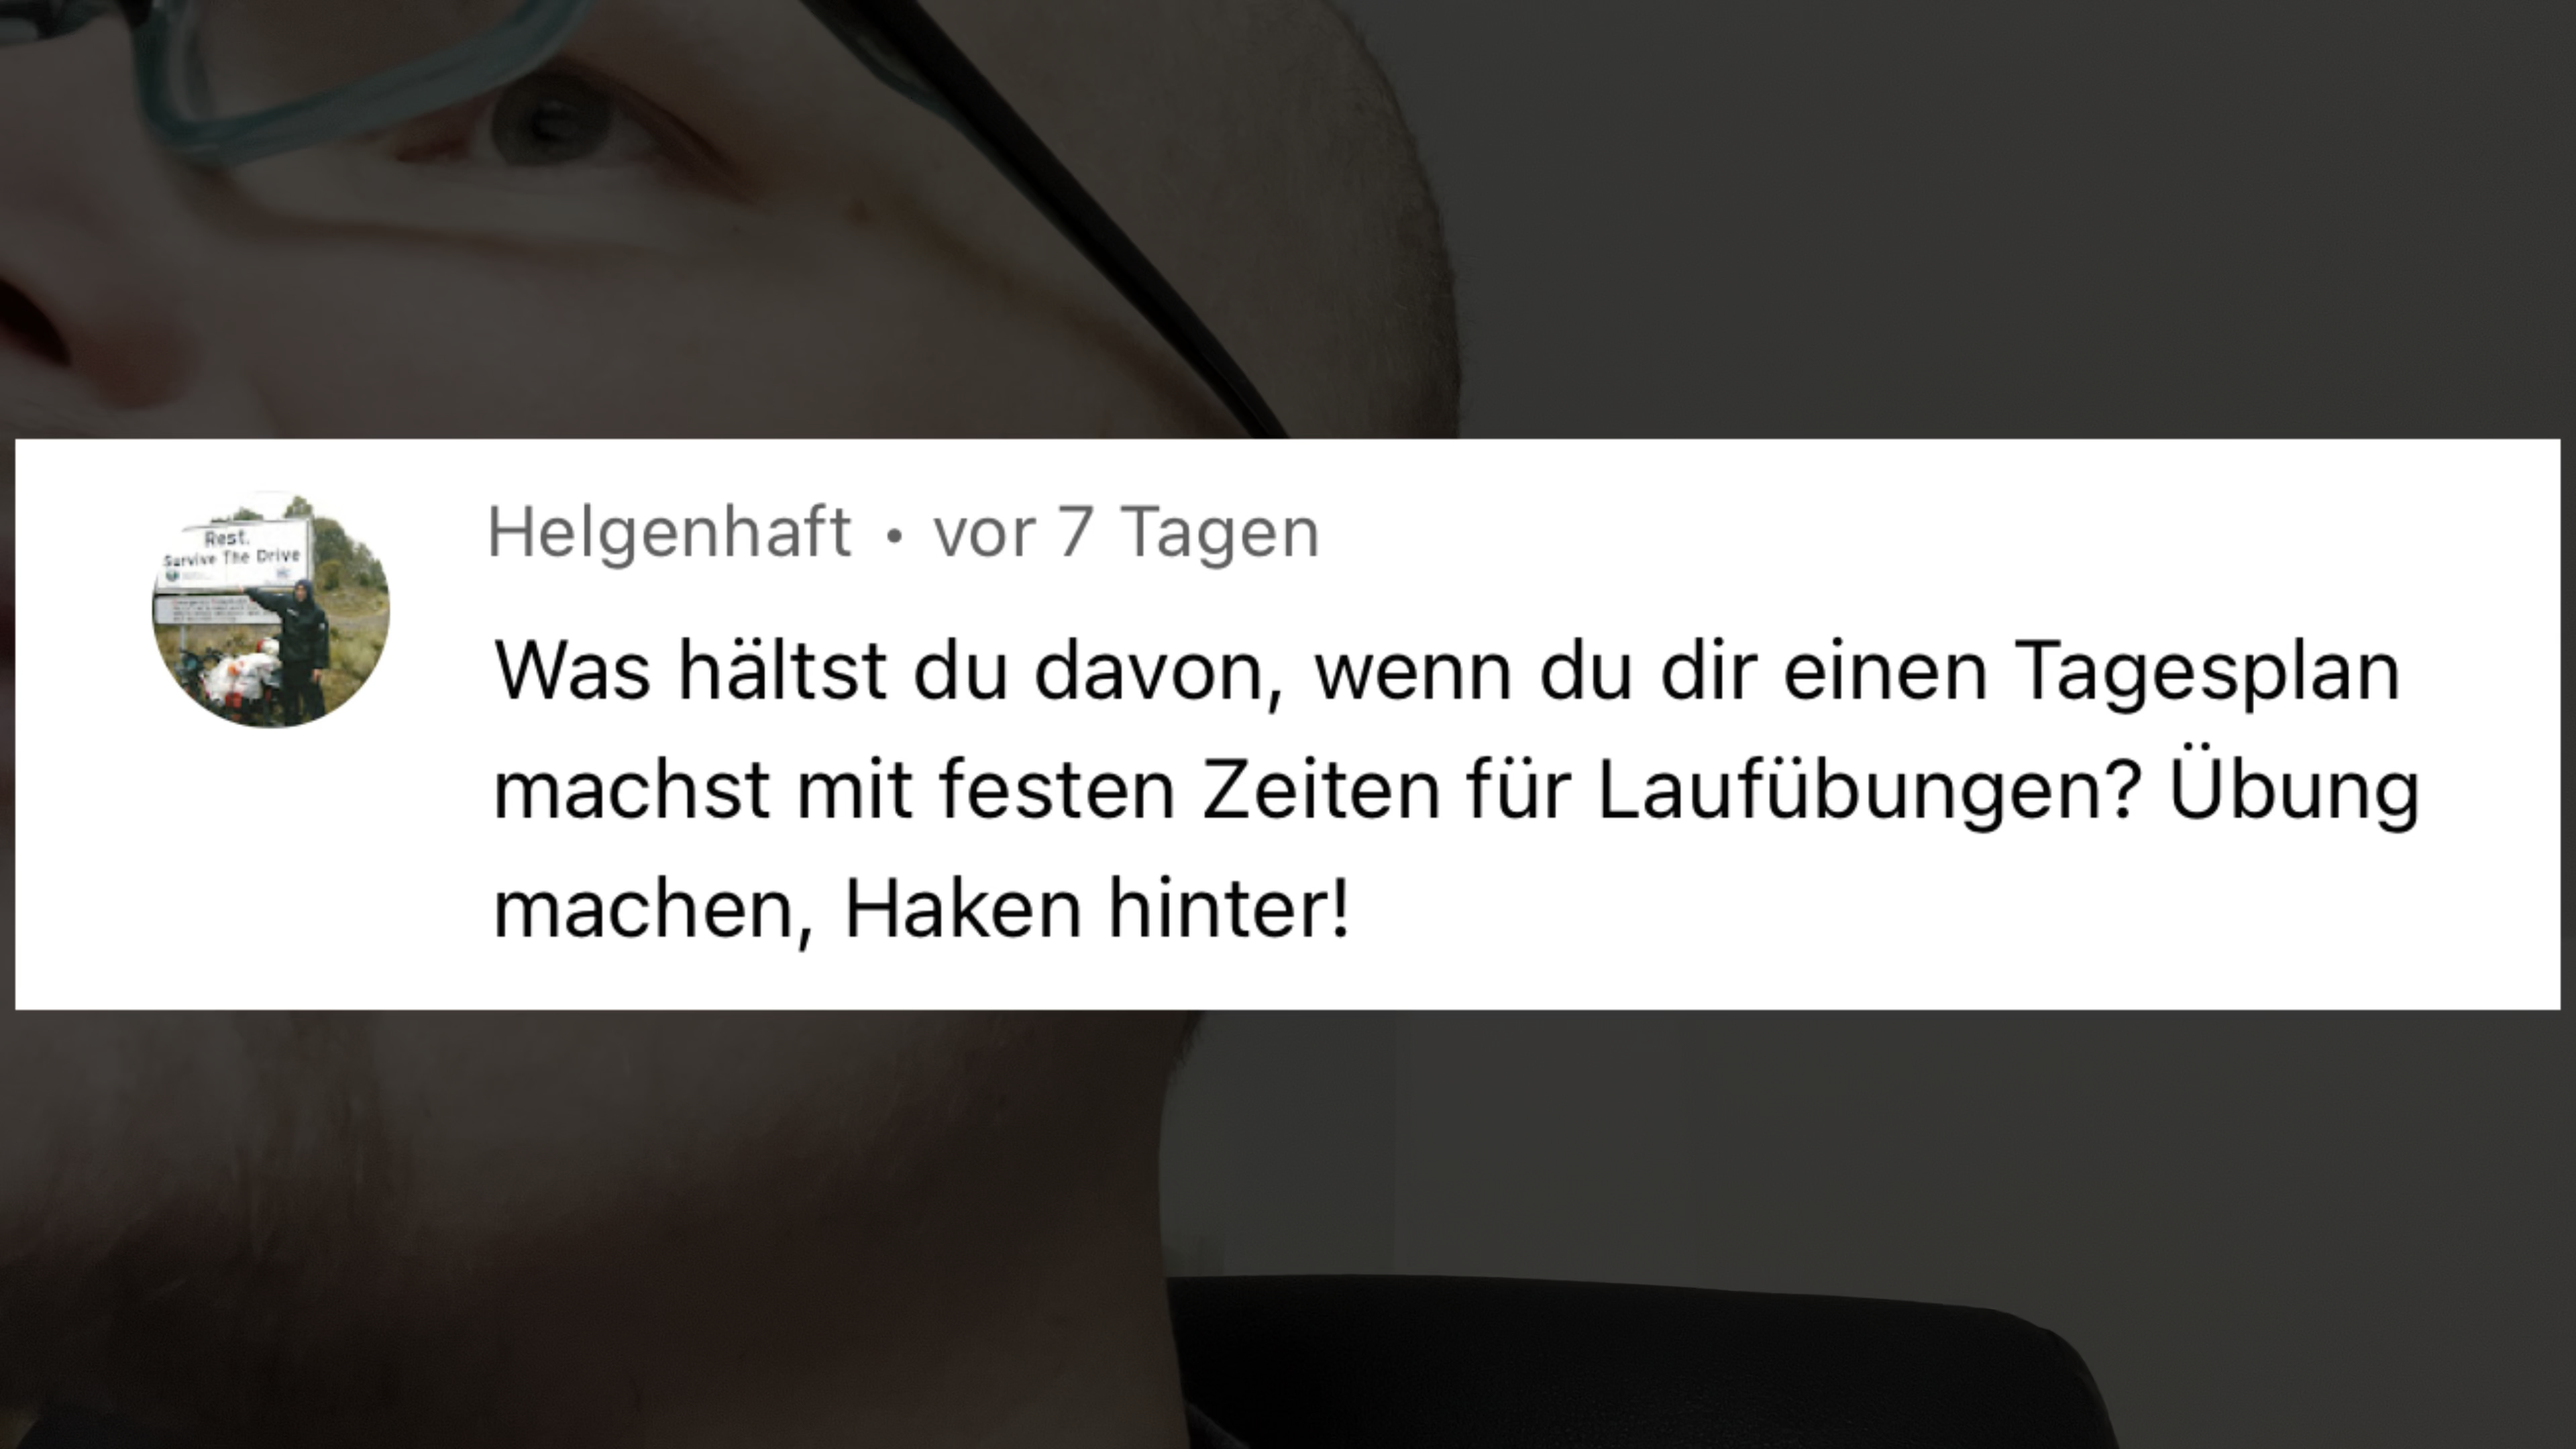 Rest.
Survive The Drive
Helgenhaft • vor 7 Tagen
Was hältst du davon, wenn du dir einen Tagesplan
machst mit festen Zeiten für Laufübungen? Übung
machen, Haken hinter!